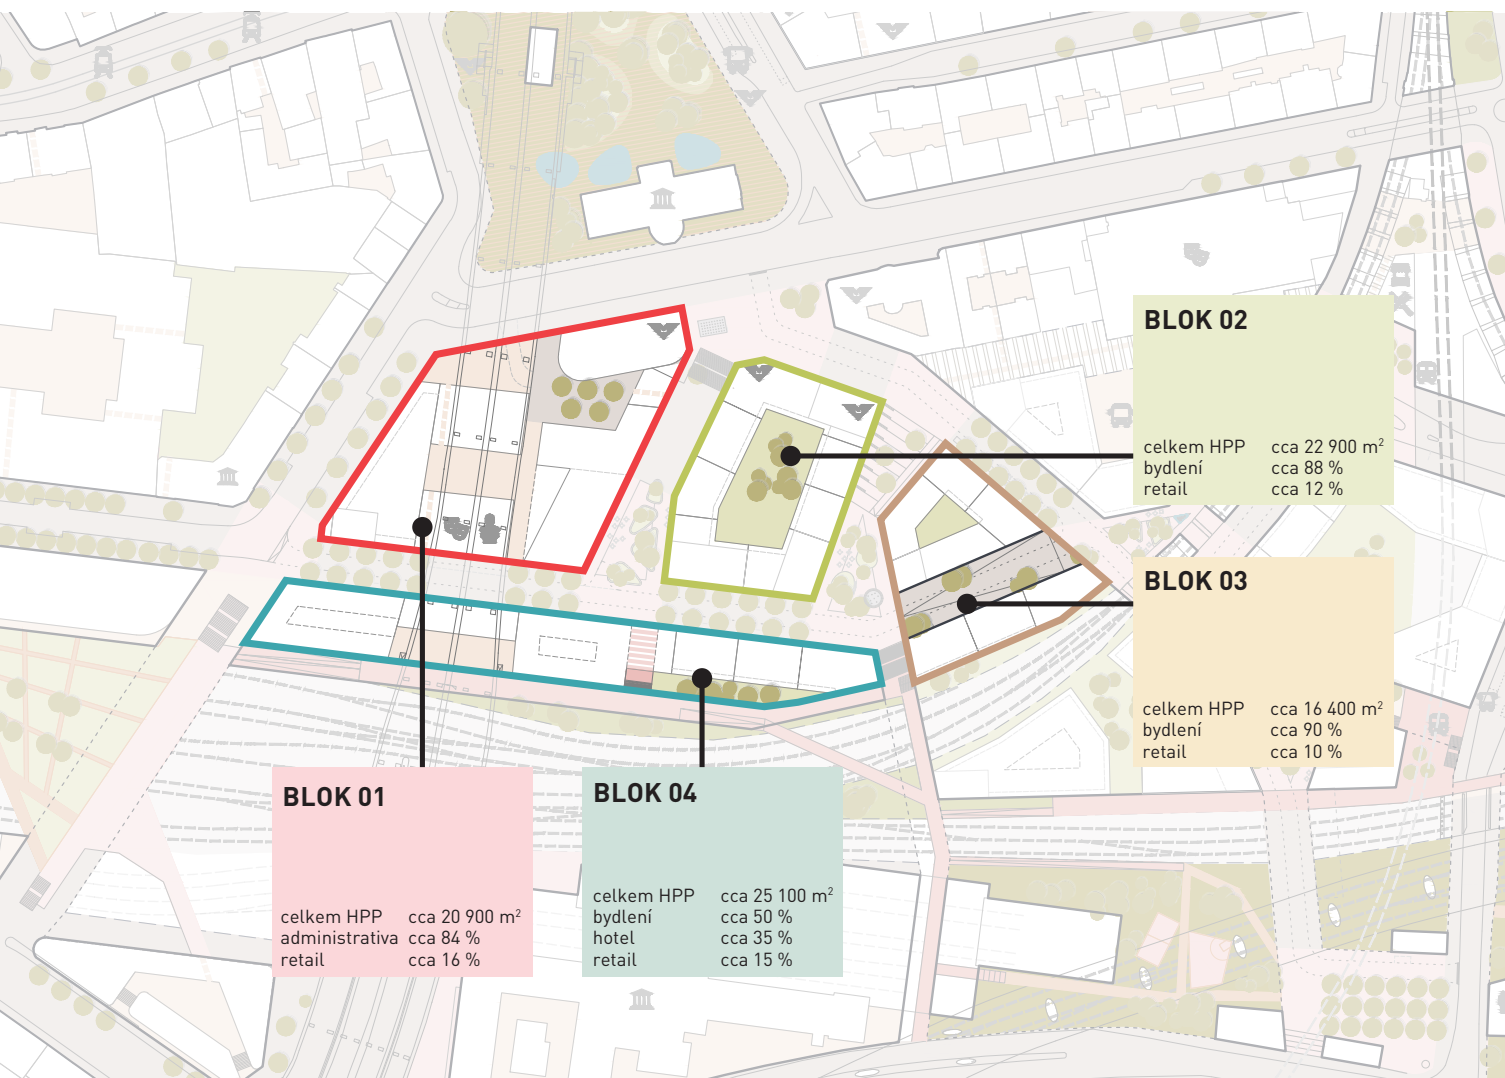 BLOK 02
celkem HPP cca 22 900 m²
bydlení cca 88 %
retail cca 12 %
BLOK 03
celkem HPP cca 16 400 m²
bydlení cca 90 %
retail cca 10 %
BLOK 01
celkem HPP cca 20 900 m²
administrativa cca 84 %
retail cca 16 %
BLOK 04
celkem HPP cca 25 100 m²
bydlení cca 50 %
hotel cca 35 %
retail cca 15 %